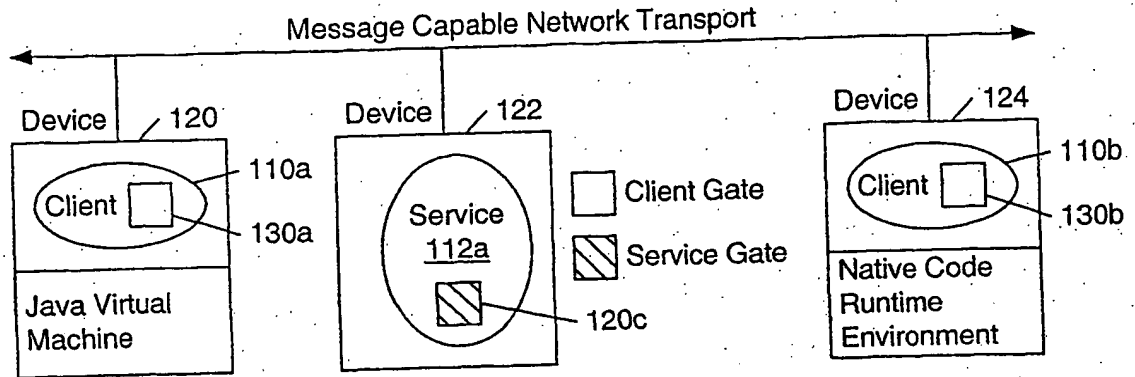 Message Capable Network Transport
Device
120
Client
110a
130a
Java Virtual
Machine
Device
122
Service
112a
120c
Client Gate
Service Gate
Device
124
Client
110b
130b
Native Code
Runtime
Environment